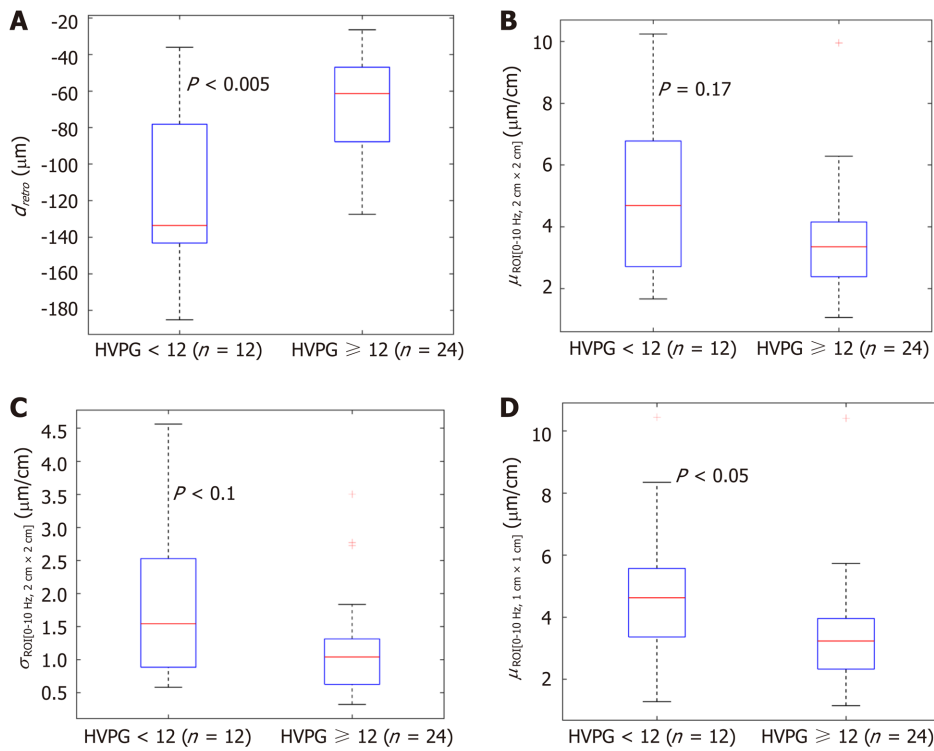 A
-20
-40
-60
-80
-100
-120
-140
-160
-180
d_retro (μm)
P < 0.005
HVPG < 12 (n = 12) HVPG ⩾ 12 (n = 24)
B
10
8
6
4
2
μROI[0-10 Hz, 2 cm × 2 cm] (μm/cm)
P = 0.17
HVPG < 12 (n = 12) HVPG ⩾ 12 (n = 24)
C
4.5
4.0
3.5
3.0
2.5
2.0
1.5
1.0
0.5
σROI[0-10 Hz, 2 cm × 2 cm] (μm/cm)
P < 0.1
HVPG < 12 (n = 12) HVPG ⩾ 12 (n = 24)
D
10
8
6
4
2
μROI[0-10 Hz, 1 cm × 1 cm] (μm/cm)
P < 0.05
HVPG < 12 (n = 12) HVPG ⩾ 12 (n = 24)